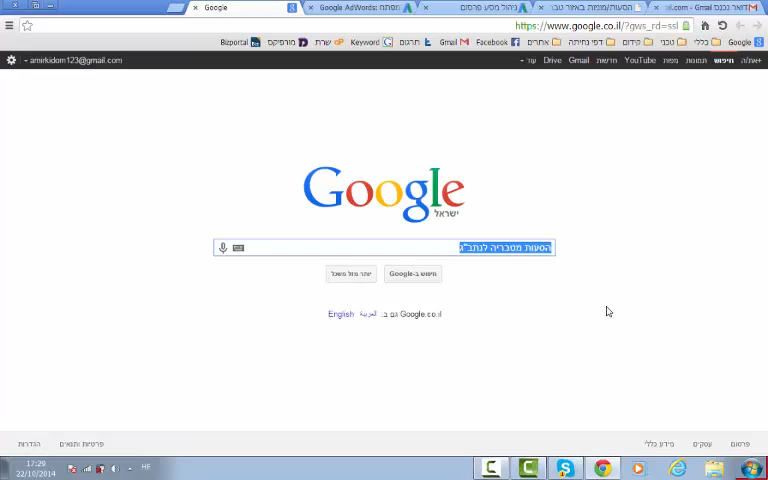 דואר נכנס - Gmail
הסעות/מוניות באיזור טבר
ניהול מסע פרסום
Google AdWords: מפתח
Google
https://www.google.co.il/?gws_rd=ssl
Google
כללי
טכני
קידום
דפי נחיתה
אתרים
Facebook
Gmail
תרגום
Keyword
שרת
מורפיקס
Bizportal
+את/ה חיפוש תמונות מפות YouTube חדשות Gmail Drive עוד
amirkidom123@gmail.com
Google
ישראל
הסעות מטבריה לנתב"ג
חיפוש ב-Google
יותר מזל משכל
Google.co.il גם ב: العربية English
פרסום עסקים מידע כללי
פרטיות ותנאים הגדרות
HE
17:29
22/10/2014